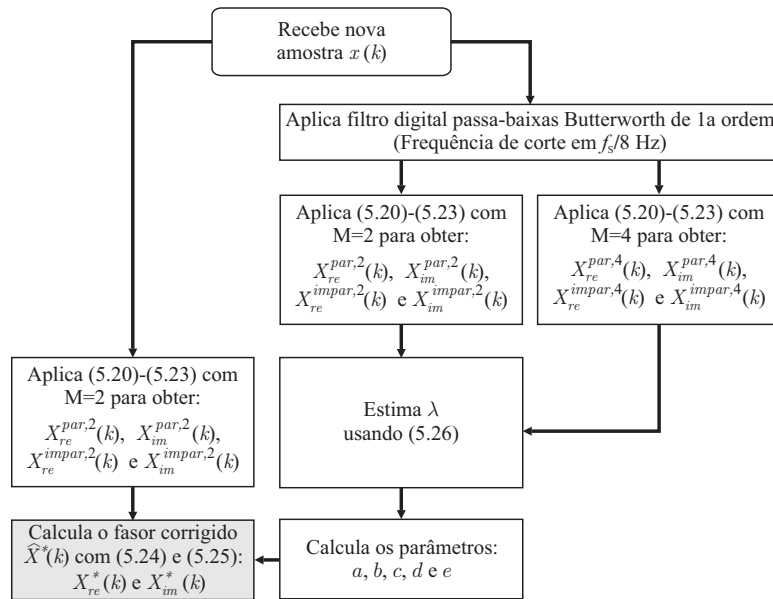 Recebe nova
amostra x (k)
Aplica filtro digital passa-baixas Butterworth de 1a ordem
(Frequência de corte em fs/8 Hz)
Aplica (5.20)-(5.23) com
M=2 para obter:
X_re^{par,2}(k), X_im^{par,2}(k),
X_re^{impar,2}(k) e X_im^{impar,2}(k)
Aplica (5.20)-(5.23) com
M=4 para obter:
X_re^{par,4}(k), X_im^{par,4}(k),
X_re^{impar,4}(k) e X_im^{impar,4}(k)
Aplica (5.20)-(5.23) com
M=2 para obter:
X_re^{par,2}(k), X_im^{par,2}(k),
X_re^{impar,2}(k) e X_im^{impar,2}(k)
Estima λ
usando (5.26)
Calcula o fasor corrigido
X̂*(k) com (5.24) e (5.25):
X_re^*(k) e X_im^*(k)
Calcula os parâmetros:
a, b, c, d e e